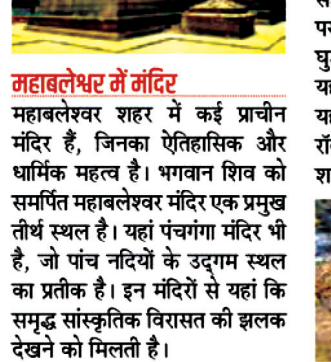 महाबलेश्वर में मंदिर
महाबलेश्वर शहर में कई प्राचीन
मंदिर हैं, जिनका ऐतिहासिक और
धार्मिक महत्व है। भगवान शिव को
समर्पित महाबलेश्वर मंदिर एक प्रमुख
तीर्थ स्थल है। यहां पंचगंगा मंदिर भी
है, जो पांच नदियों के उद्गम स्थल
का प्रतीक है। इन मंदिरों से यहां कि
समृद्ध सांस्कृतिक विरासत की झलक
देखने को मिलती है।